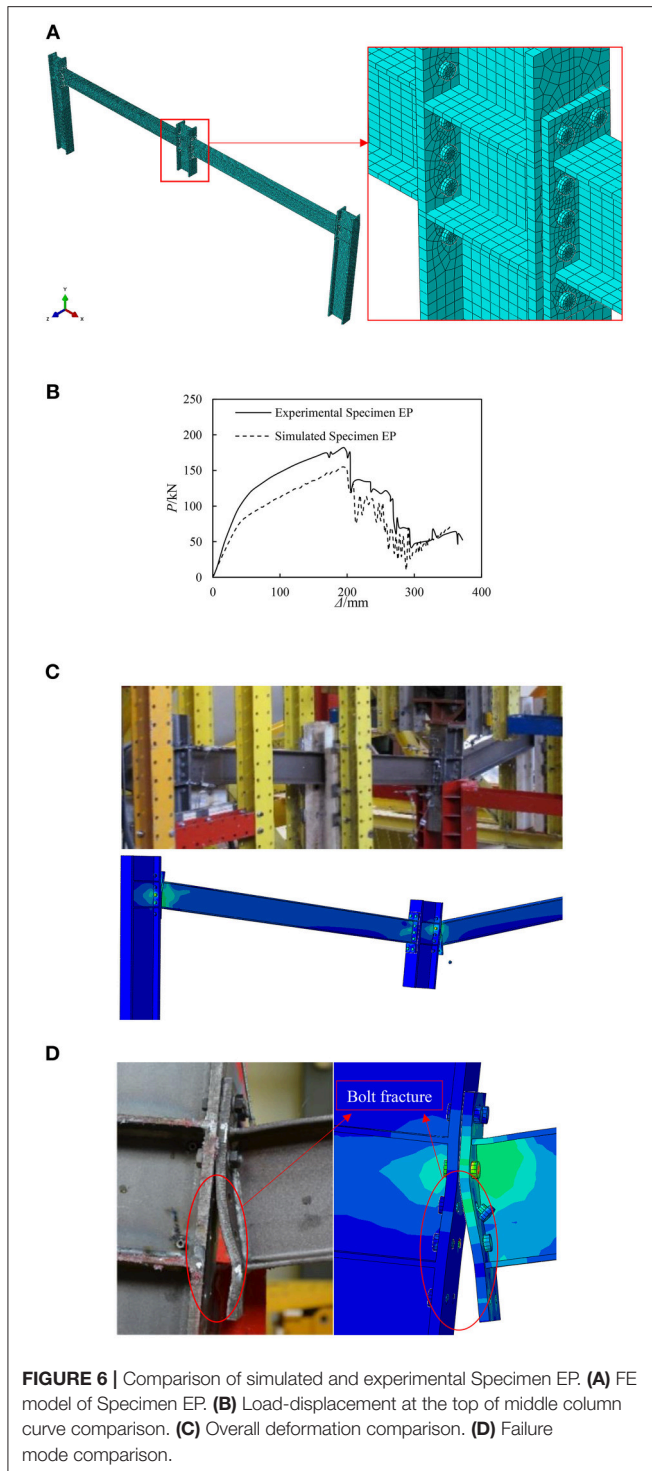 A
Y
Z
X
B
250
200
150
100
50
0
P/kN
Experimental Specimen EP
Simulated Specimen EP
0
100
200
300
400
Δ/mm
C
D
Bolt fracture
FIGURE 6 | Comparison of simulated and experimental Specimen EP. (A) FE
model of Specimen EP. (B) Load-displacement at the top of middle column
curve comparison. (C) Overall deformation comparison. (D) Failure
mode comparison.